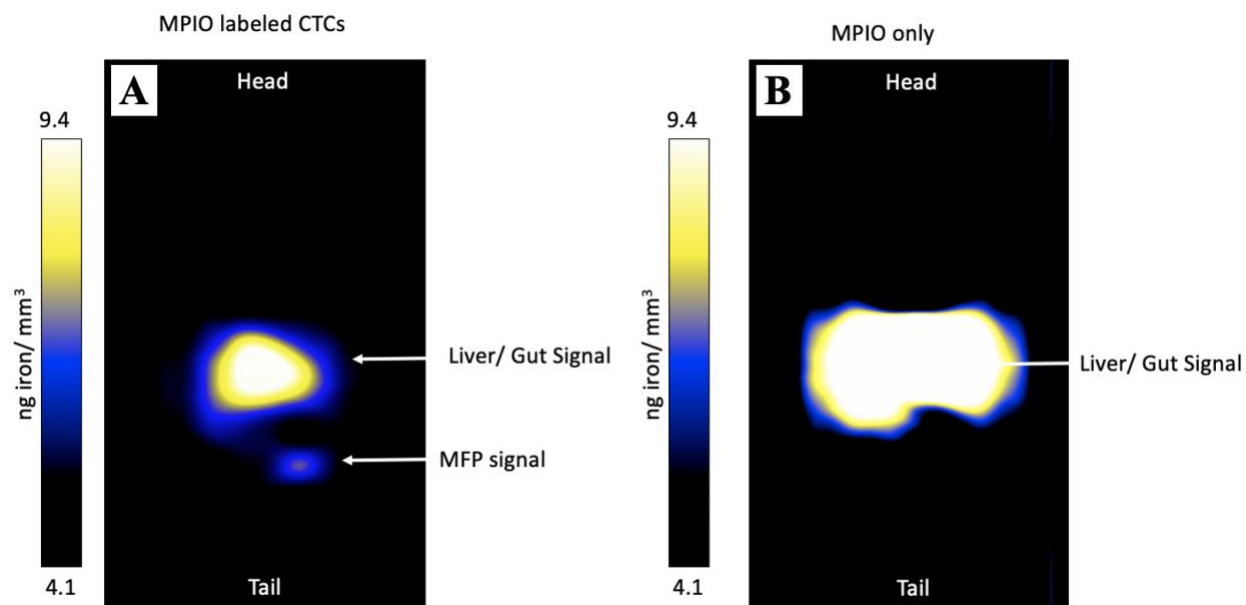 MPIO labeled CTCs
A
Head
9.4
ng iron/ mm³
4.1
Liver/ Gut Signal
MFP signal
Tail
MPIO only
B
Head
9.4
ng iron/ mm³
4.1
Liver/ Gut Signal
Tail